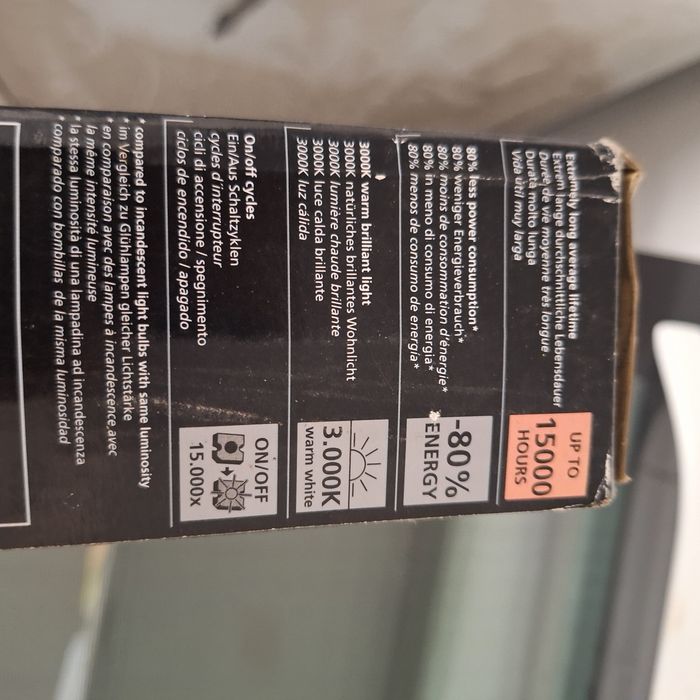 Extremely long average lifetime
Extrem lange durchschnittliche Lebensdauer
Durée de vie moyenne très longue.
Durata molto lunga
Vida útil muy larga
UP TO
15000
HOURS
80% less power consumption*
80% weniger Energieverbrauch*
80% moins de consommation d'énergie*
80% in meno di consumo di energia*
80% menos de consumo de energia*
-80%
*ENERGY
3000K warm brilliant light
3000K natürliches brillantes Wohnlicht
3000K lumière chaude brillante
3000K luce calda brillante
3000K luz cálida
3.000K
warm white
On/off cycles
Ein/Aus Schaltzyklen
cycles d'interrupteur
cicli di accensione / spegnimento
ciclos de encendido / apagado
ON/OFF
15.000x
* compared to incandescent light bulbs with same luminosity
im Vergleich zu Glühlampen gleicher Lichtstärke
* en comparaison avec des lampes à incandescence avec
la même intensité lumineuse
* la stessa luminosità di una lampadina ad incandescenza
* comparado con bombillas de la misma luminosidad